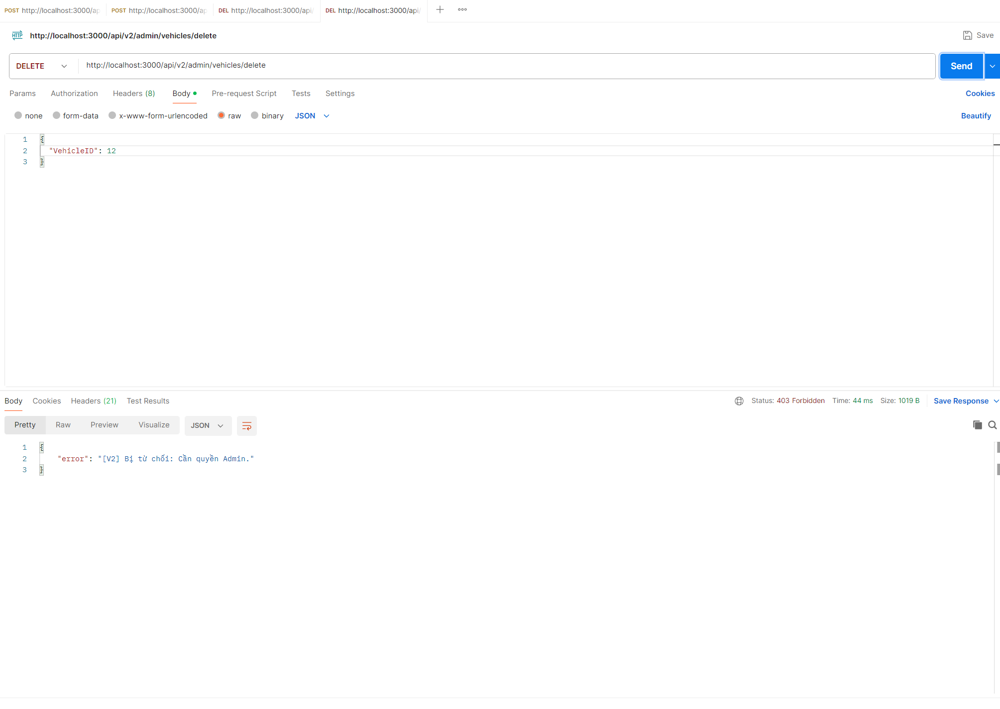 POST http://localhost:3000/ap POST http://localhost:3000/ap DEL http://localhost:3000/api/ DEL http://localhost:3000/api/
HTTP http://localhost:3000/api/v2/admin/vehicles/delete Save
DELETE http://localhost:3000/api/v2/admin/vehicles/delete Send
Params Authorization Headers (8) Body Pre-request Script Tests Settings Cookies
none form-data x-www-form-urlencoded raw binary JSON Beautify
1 {
2 "VehicleID": 12
3 }
Body Cookies Headers (21) Test Results Status: 403 Forbidden Time: 44 ms Size: 1019 B Save Response
Pretty Raw Preview Visualize JSON
1 {
2 "error": "[V2] Bị từ chối: Cần quyền Admin."
3 }